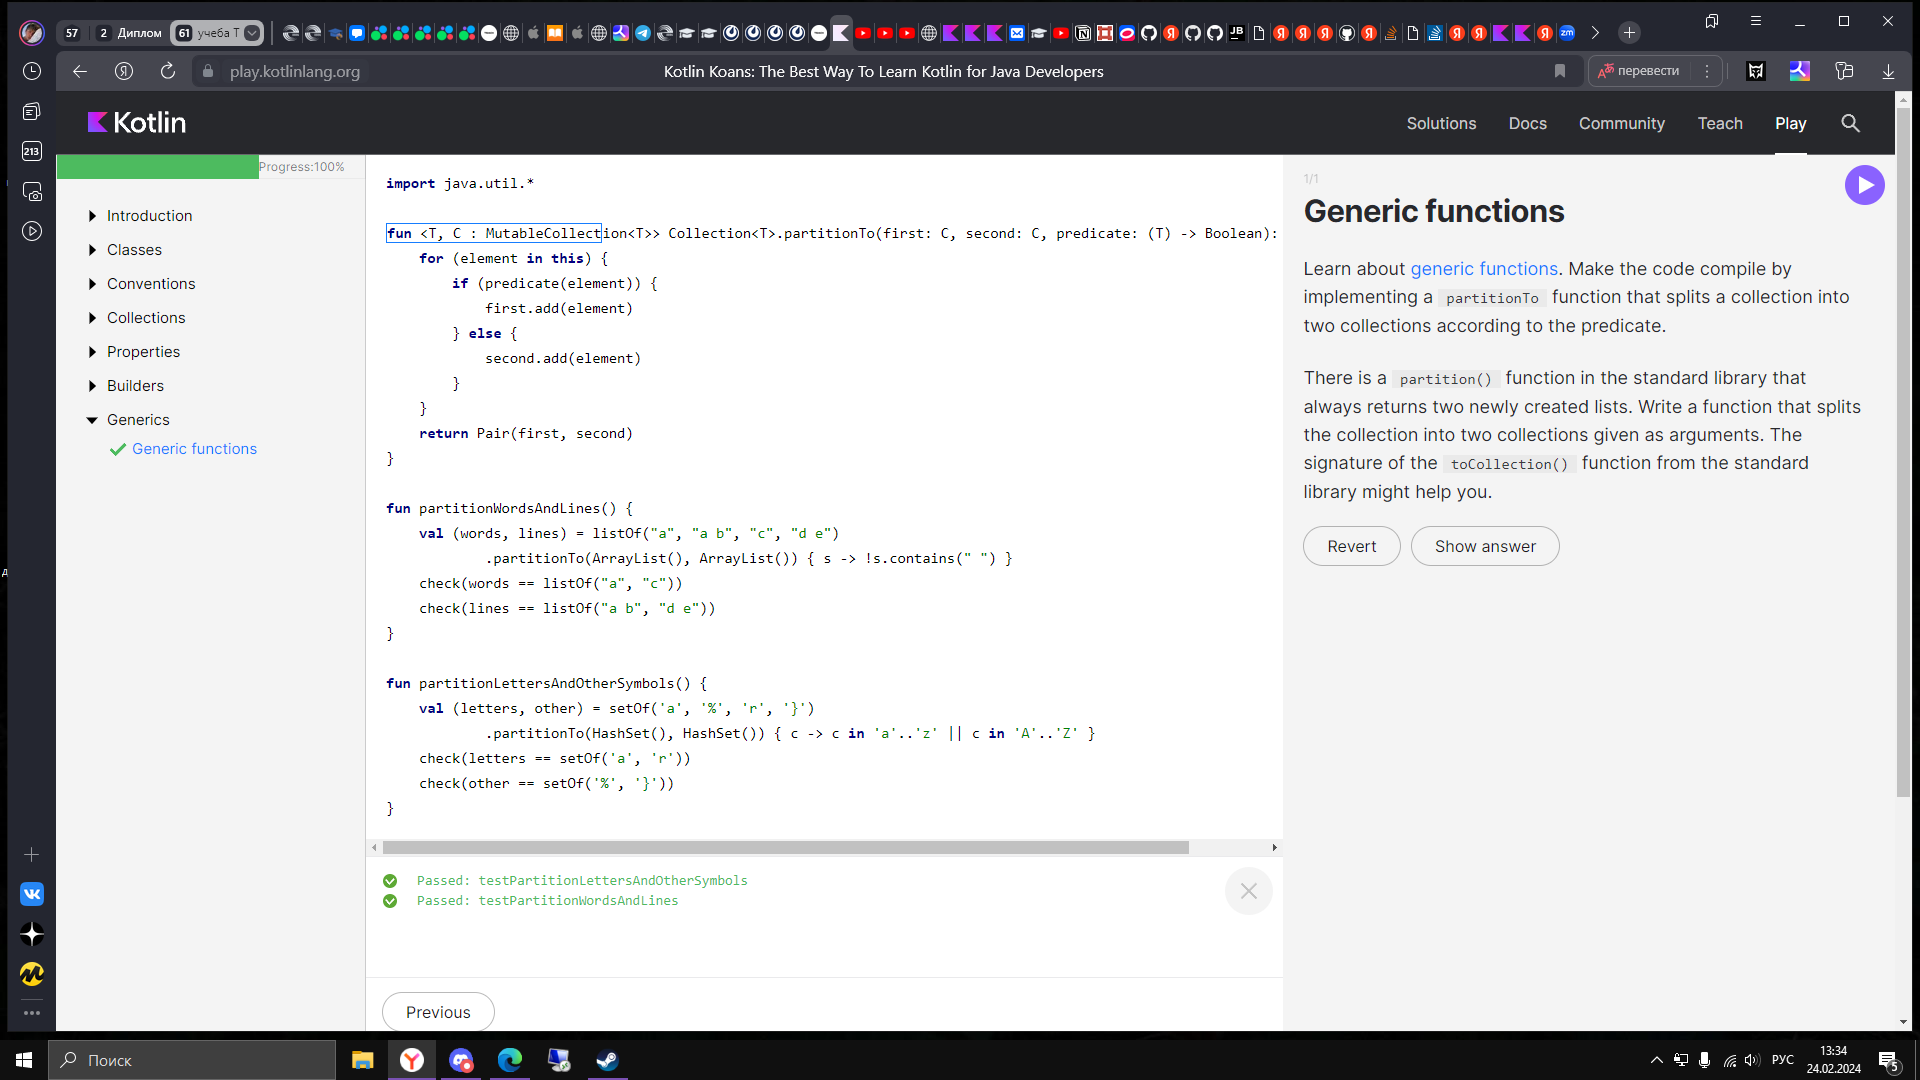 57
2 Диплом
61 учеба Т
play.kotlinlang.org
Kotlin Koans: The Best Way To Learn Kotlin for Java Developers
перевести
213
Kotlin
Solutions
Docs
Community
Teach
Play
Progress:100%
Introduction
Classes
Conventions
Collections
Properties
Builders
Generics
Generic functions
import java.util.*
fun <T, C : MutableCollection<T>> Collection<T>.partitionTo(first: C, second: C, predicate: (T) -> Boolean):
for (element in this) {
if (predicate(element)) {
first.add(element)
} else {
second.add(element)
}
}
return Pair(first, second)
}
fun partitionWordsAndLines() {
val (words, lines) = listOf("a", "a b", "c", "d e")
.partitionTo(ArrayList(), ArrayList()) { s -> !s.contains(" ") }
check(words == listOf("a", "c"))
check(lines == listOf("a b", "d e"))
}
fun partitionLettersAndOtherSymbols() {
val (letters, other) = setOf('a', '%', 'r', '}')
.partitionTo(HashSet(), HashSet()) { c -> c in 'a'..'z' || c in 'A'..'Z' }
check(letters == setOf('a', 'r'))
check(other == setOf('%', '}'))
}
Passed: testPartitionLettersAndOtherSymbols
Passed: testPartitionWordsAndLines
Previous
1/1
Generic functions
Learn about generic functions. Make the code compile by
implementing a partitionTo function that splits a collection into
two collections according to the predicate.
There is a partition() function in the standard library that
always returns two newly created lists. Write a function that splits
the collection into two collections given as arguments. The
signature of the toCollection() function from the standard
library might help you.
Revert
Show answer
Поиск
РУС
13:34
24.02.2024
5